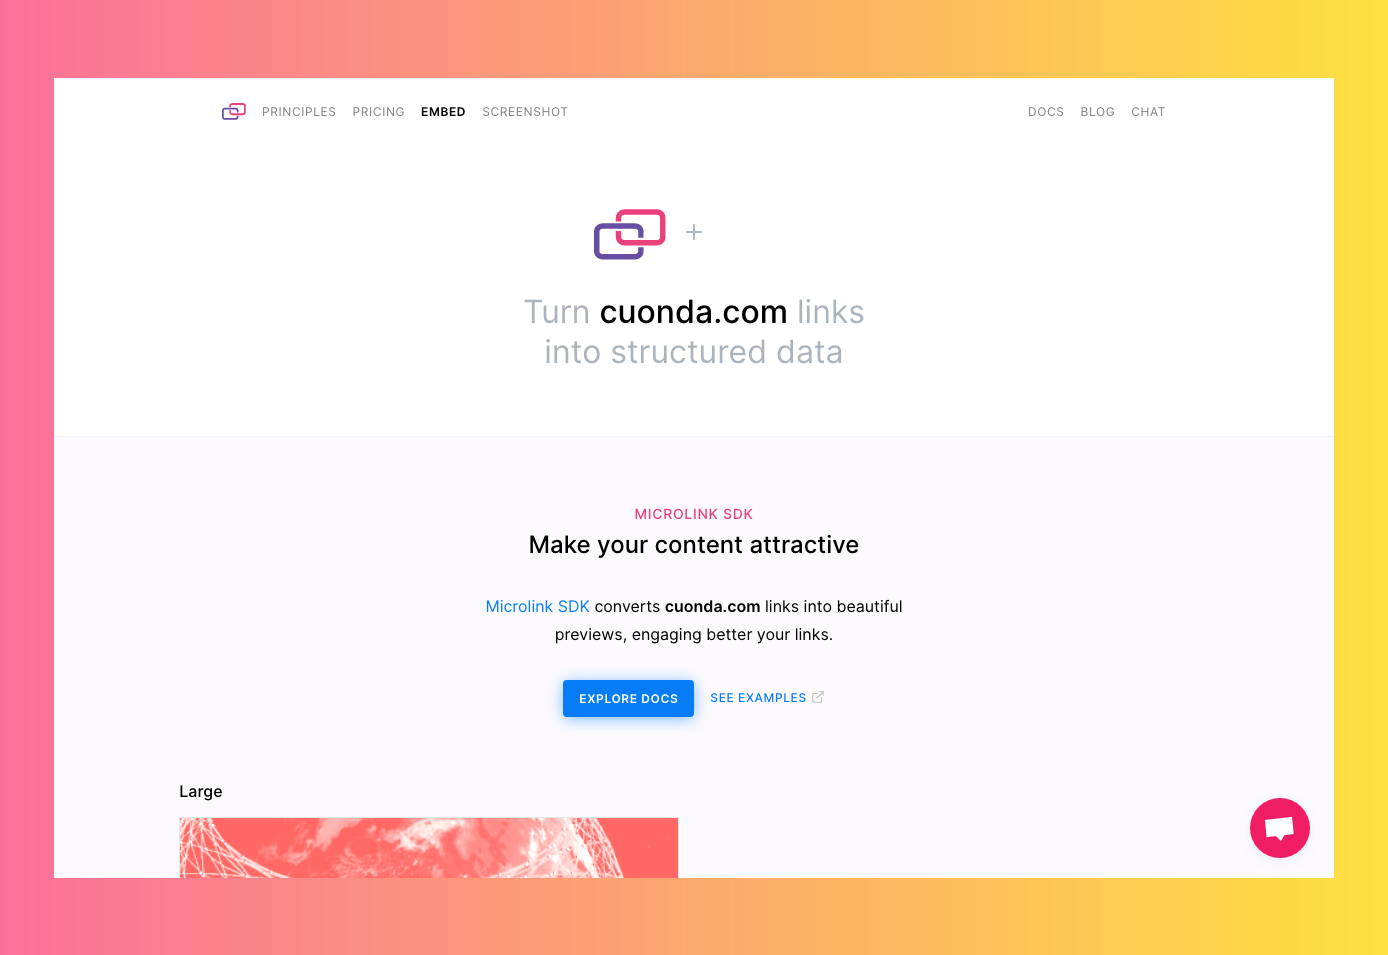 PRINCIPLES PRICING EMBED SCREENSHOT DOCS BLOG CHAT
+
Turn cuonda.com links
into structured data
MICROLINK SDK
Make your content attractive
Microlink SDK converts cuonda.com links into beautiful
previews, engaging better your links.
EXPLORE DOCS SEE EXAMPLES
Large